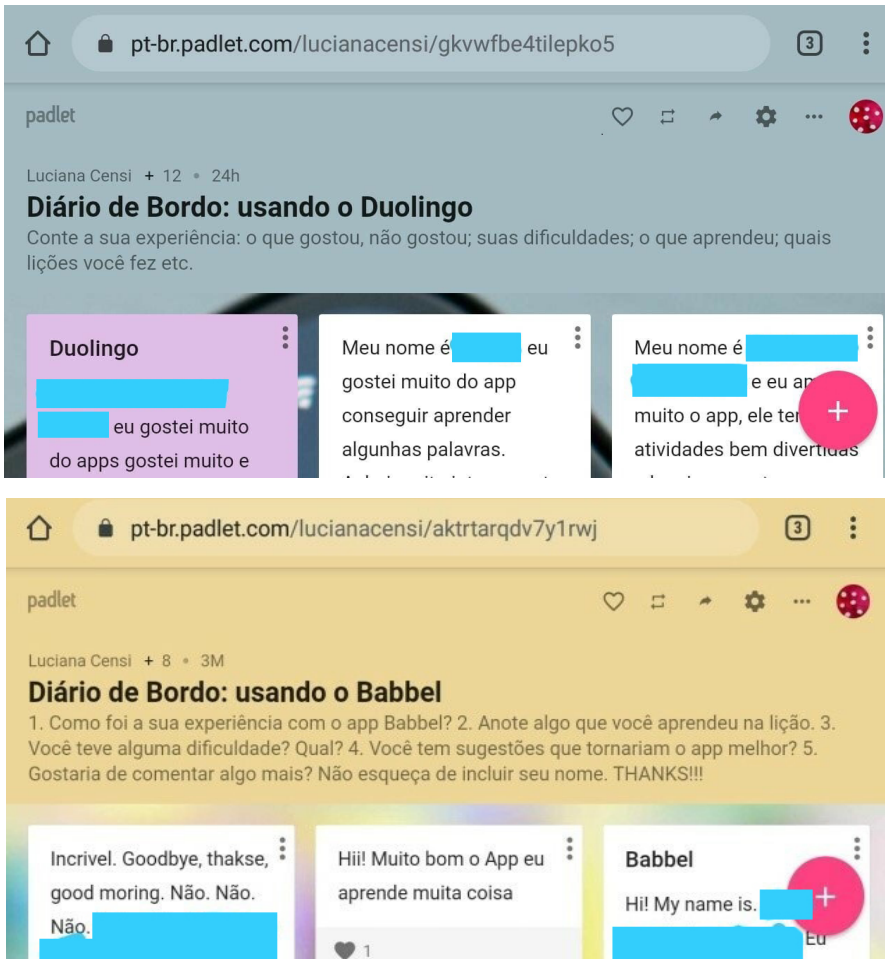 pt-br.padlet.com/lucianacensi/gkvwfbe4tilepko5
3
padlet
Luciana Censi + 12 • 24h
Diário de Bordo: usando o Duolingo
Conte a sua experiência: o que gostou, não gostou; suas dificuldades; o que aprendeu; quais
lições você fez etc.
Duolingo
eu gostei muito
do apps gostei muito e
Meu nome é eu
gostei muito do app
conseguir aprender
algunhas palavras.
Meu nome é
e eu
muito o app, ele
atividades bem divertidas
+
pt-br.padlet.com/lucianacensi/aktrtarqdv7y1rwj
3
padlet
Luciana Censi + 8 • 3M
Diário de Bordo: usando o Babbel
1. Como foi a sua experiência com o app Babbel? 2. Anote algo que você aprendeu na lição. 3.
Você teve alguma dificuldade? Qual? 4. Você tem sugestões que tornariam o app melhor? 5.
Gostaria de comentar algo mais? Não esqueça de incluir seu nome. THANKS!!!
Incrivel. Goodbye, thakse,
good moring. Não. Não.
Não.
Hii! Muito bom o App eu
aprende muita coisa
1
Babbel
Hi! My name is.
Eu
+